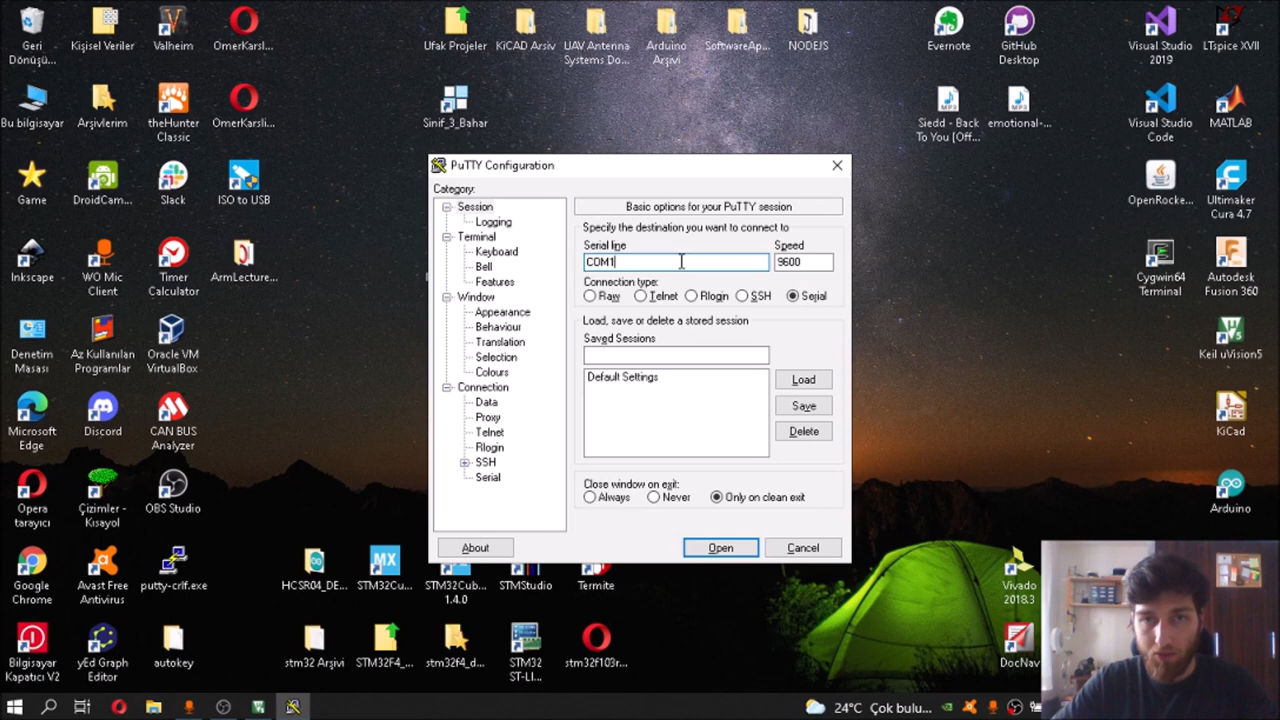 Geri
Dönüşü...
Kişisel Veriler
Valheim
OmerKarsl...
Ufak Projeler
KiCAD Arsiv
UAV Antenna
Systems Do...
Arduino
Arşivi
SoftwareAp...
NODEJS
Evernote
GitHub
Desktop
Visual Studio
2019
LTspice XVII
Bu bilgisayar
Arşivlerim
theHunter
Classic
OmerKarsli...
Sinif_3_Bahar
Siedd - Back
To You [Off...
emotional-...
Visual Studio
Code
MATLAB
Game
DroidCam...
Slack
ISO to USB
OpenRocke...
Ultimaker
Cura 4.7
Inkscape
WO Mic
Client
Timer
Calculator
ArmLecture...
Cygwin64
Terminal
Autodesk
Fusion 360
Denetim
Masası
Az Kullanılan
Programlar
Oracle VM
VirtualBox
Keil uVision5
Microsoft
Edge
Discord
CAN BUS
Analyzer
KiCad
Opera
tarayıcı
Çizimler -
Kısayol
OBS Studio
Arduino
Google
Chrome
Avast Free
Antivirus
putty-crlf.exe
HCSR04_DE...
STM32Cu...
STM32Cub...
1.4.0
STMStudio
Termite
Vivado
2018.3
Bilgisayar
Kapatıcı V2
yEd Graph
Editor
autokey
stm32 Arşivi
STM32F4_...
stm32f4_d...
STM32
ST-LI...
stm32f103r...
DocNav
PuTTY Configuration
Category:
Session
Logging
Terminal
Keyboard
Bell
Features
Window
Appearance
Behaviour
Translation
Selection
Colours
Connection
Data
Proxy
Telnet
Rlogin
SSH
Serial
Basic options for your PuTTY session
Specify the destination you want to connect to
Serial line
Speed
COM1
9600
Connection type:
Raw
Telnet
Rlogin
SSH
Serial
Load, save or delete a stored session
Saved Sessions
Default Settings
Load
Save
Delete
Close window on exit:
Always
Never
Only on clean exit
About
Open
Cancel
24°C Çok bulu...